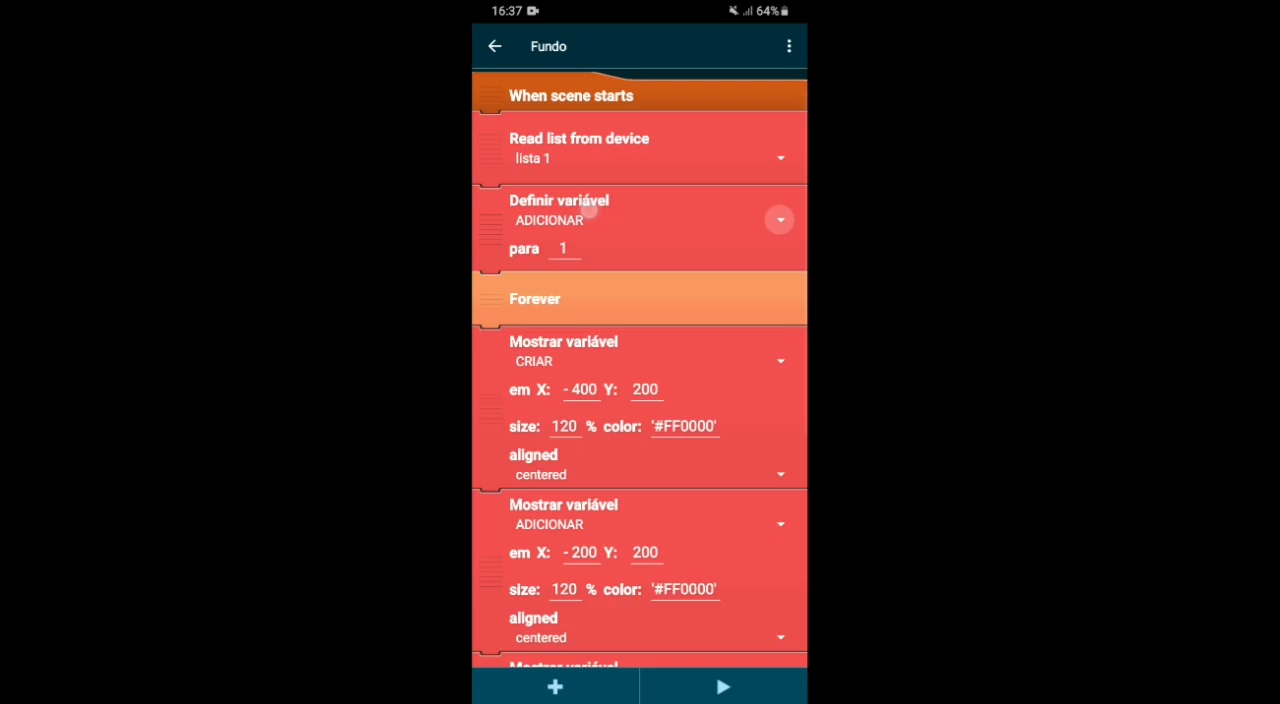 16:37 64%
Fundo
When scene starts
Read list from device
lista 1
Definir variável
ADICIONAR
para 1
Forever
Mostrar variável
CRIAR
em X: - 400 Y: 200
size: 120 % color: '#FF0000'
aligned
centered
Mostrar variável
ADICIONAR
em X: - 200 Y: 200
size: 120 % color: '#FF0000'
aligned
centered
Mostrar variável